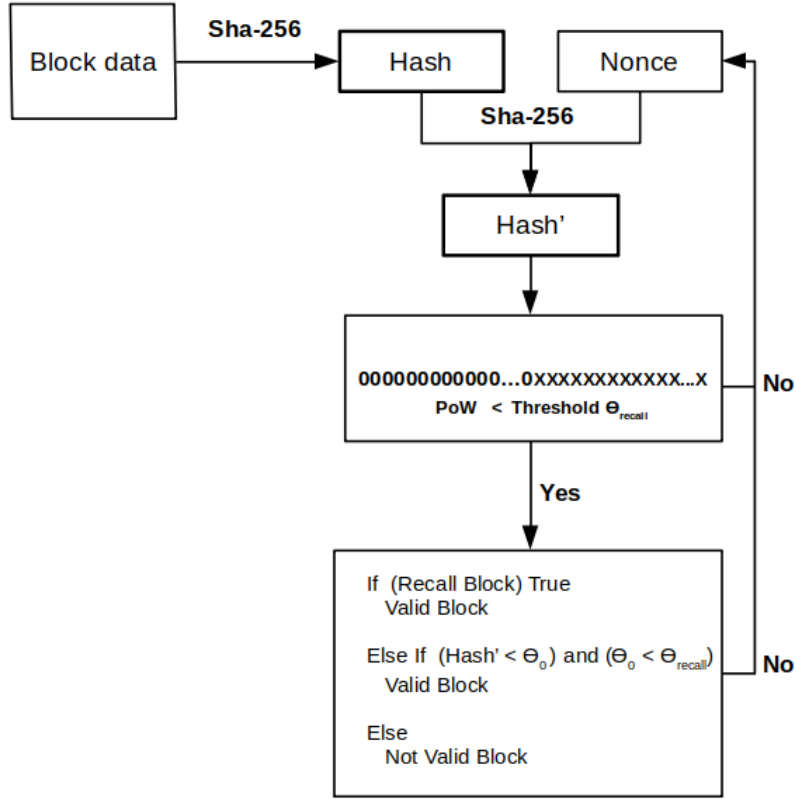 Block data
Sha-256
Hash
Nonce
Sha-256
Hash’
000000000000...0XXXXXXXXXXXX...X
PoW < Threshold ϴrecall
No
Yes
If (Recall Block) True
Valid Block
Else If (Hash’ < ϴ0) and (ϴ0 < ϴrecall)
Valid Block
No
Else
Not Valid Block